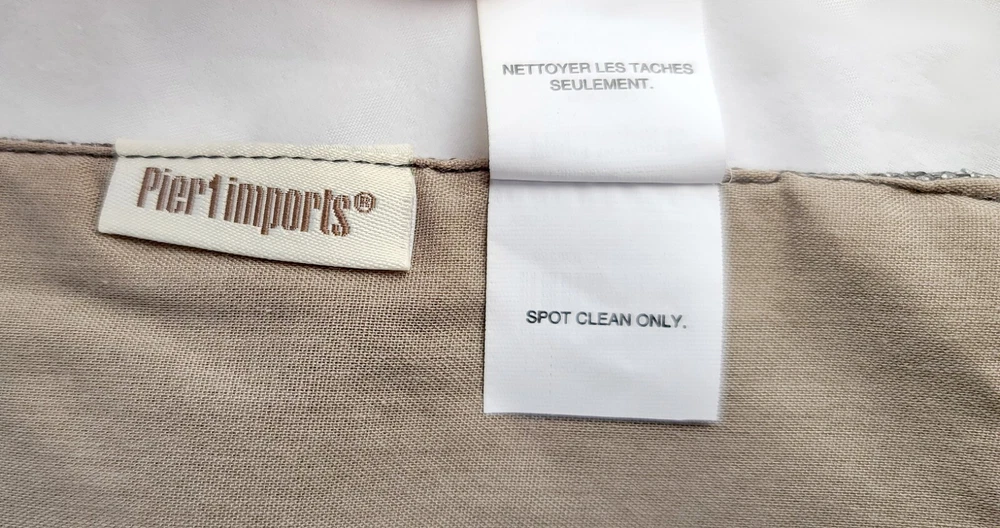 NETTOYER LES TACHES
SEULEMENT.
Pier1imports®
SPOT CLEAN ONLY.